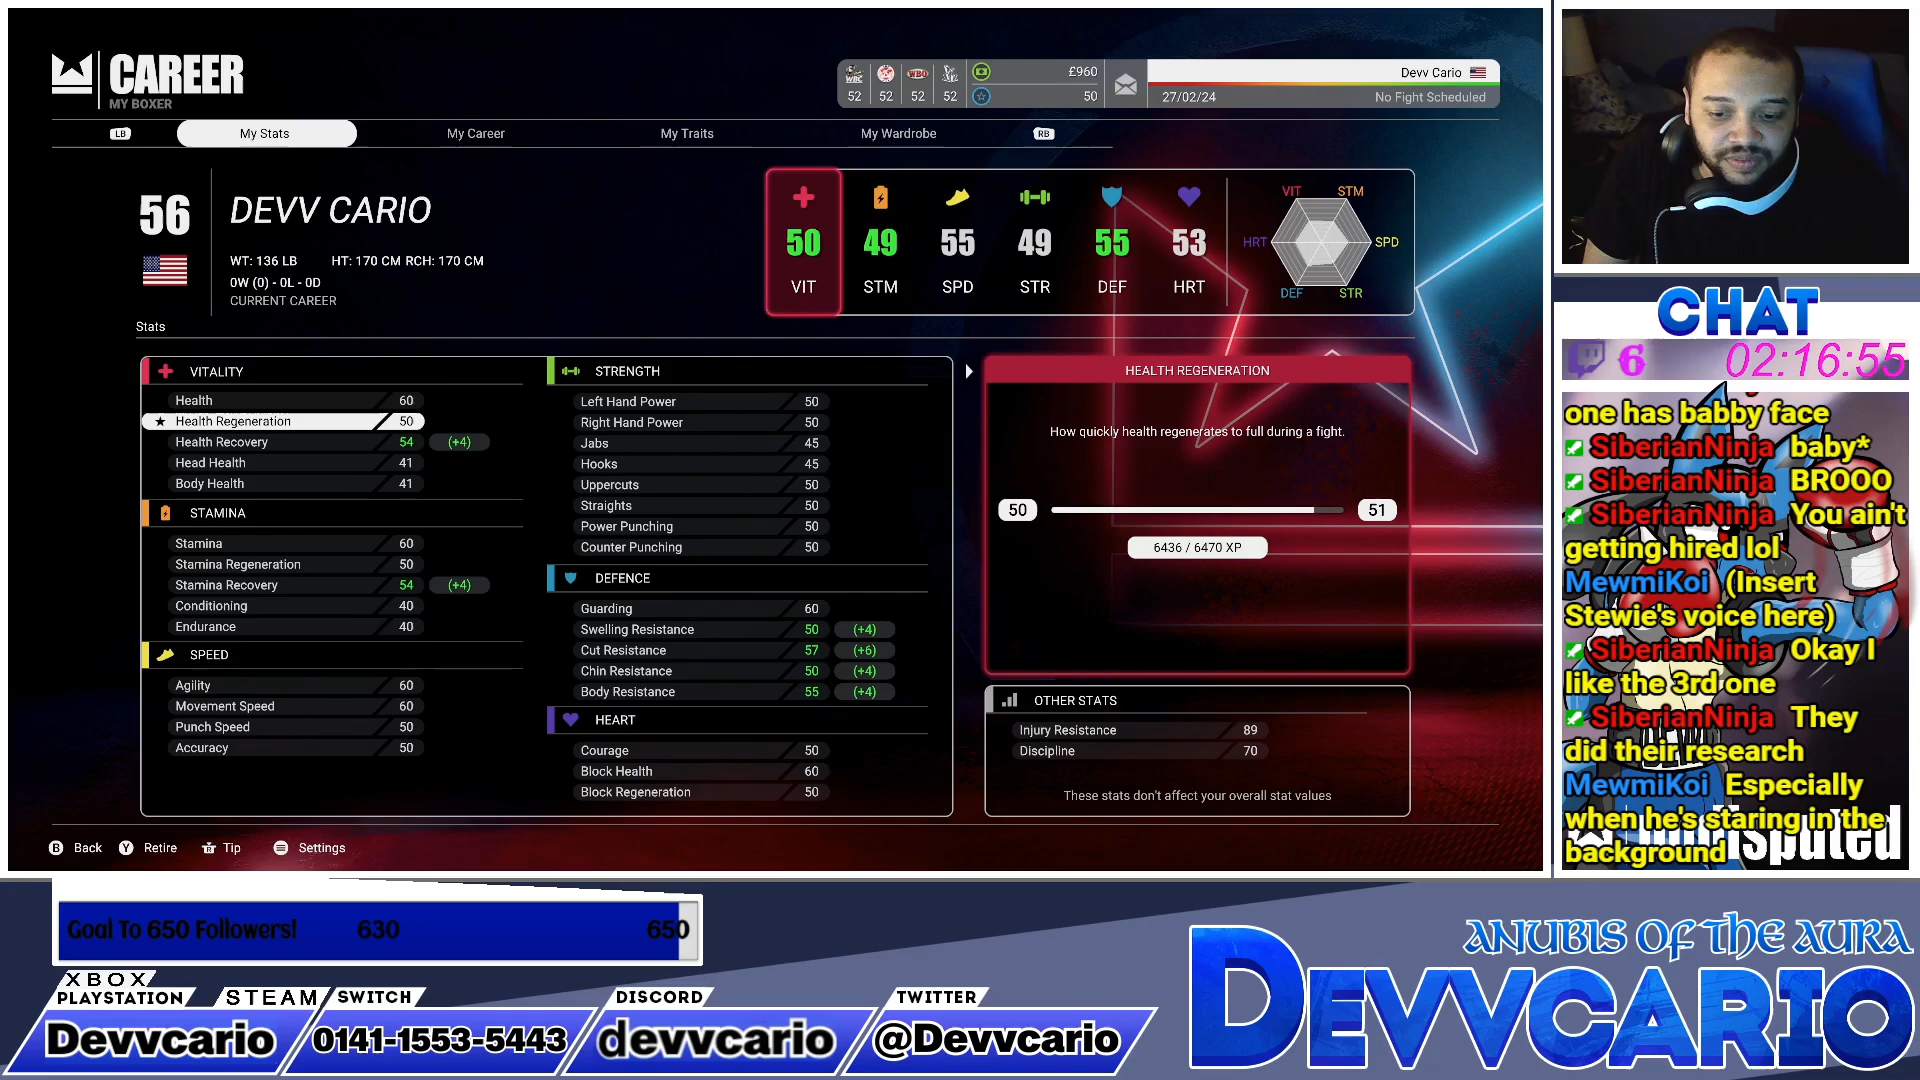 CAREER
MY BOXER
WBC
WBO
52 52 52 52
£960
50
Devv Cario
27/02/24 No Fight Scheduled
LB My Stats My Career My Traits My Wardrobe RB
56 DEVV CARIO
WT: 136 LB HT: 170 CM RCH: 170 CM
0W (0) - 0L - 0D
CURRENT CAREER
50 49 55 49 55 53
VIT STM SPD STR DEF HRT
VIT STM
HRT SPD
DEF STR
Stats
VITALITY
Health 60
Health Regeneration 50
Health Recovery 54 (+4)
Head Health 41
Body Health 41
STAMINA
Stamina 60
Stamina Regeneration 50
Stamina Recovery 54 (+4)
Conditioning 40
Endurance 40
SPEED
Agility 60
Movement Speed 60
Punch Speed 50
Accuracy 50
STRENGTH
Left Hand Power 50
Right Hand Power 50
Jabs 45
Hooks 45
Uppercuts 50
Straights 50
Power Punching 50
Counter Punching 50
DEFENCE
Guarding 60
Swelling Resistance 50 (+4)
Cut Resistance 57 (+6)
Chin Resistance 50 (+4)
Body Resistance 55 (+4)
HEART
Courage 50
Block Health 60
Block Regeneration 50
HEALTH REGENERATION
How quickly health regenerates to full during a fight.
50 51
6436 / 6470 XP
OTHER STATS
Injury Resistance 89
Discipline 70
These stats don't affect your overall stat values
B Back Y Retire R Tip Settings
CHAT
6 02:16:55
one has babby face
SiberianNinja baby*
SiberianNinja BROOO
SiberianNinja You ain't
getting hired lol
MewmiKoi (Insert
Stewie's voice here)
SiberianNinja Okay I
like the 3rd one
SiberianNinja They
did their research
MewmiKoi Especially
when he's staring in the
background
Goal To 650 Followers! 630 650
XBOX
PLAYSTATION STEAM SWITCH DISCORD TWITTER
Devvcario 0141-1553-5443 devvcario @Devvcario
ANUBIS OF THE AURA
DEVVCARIO